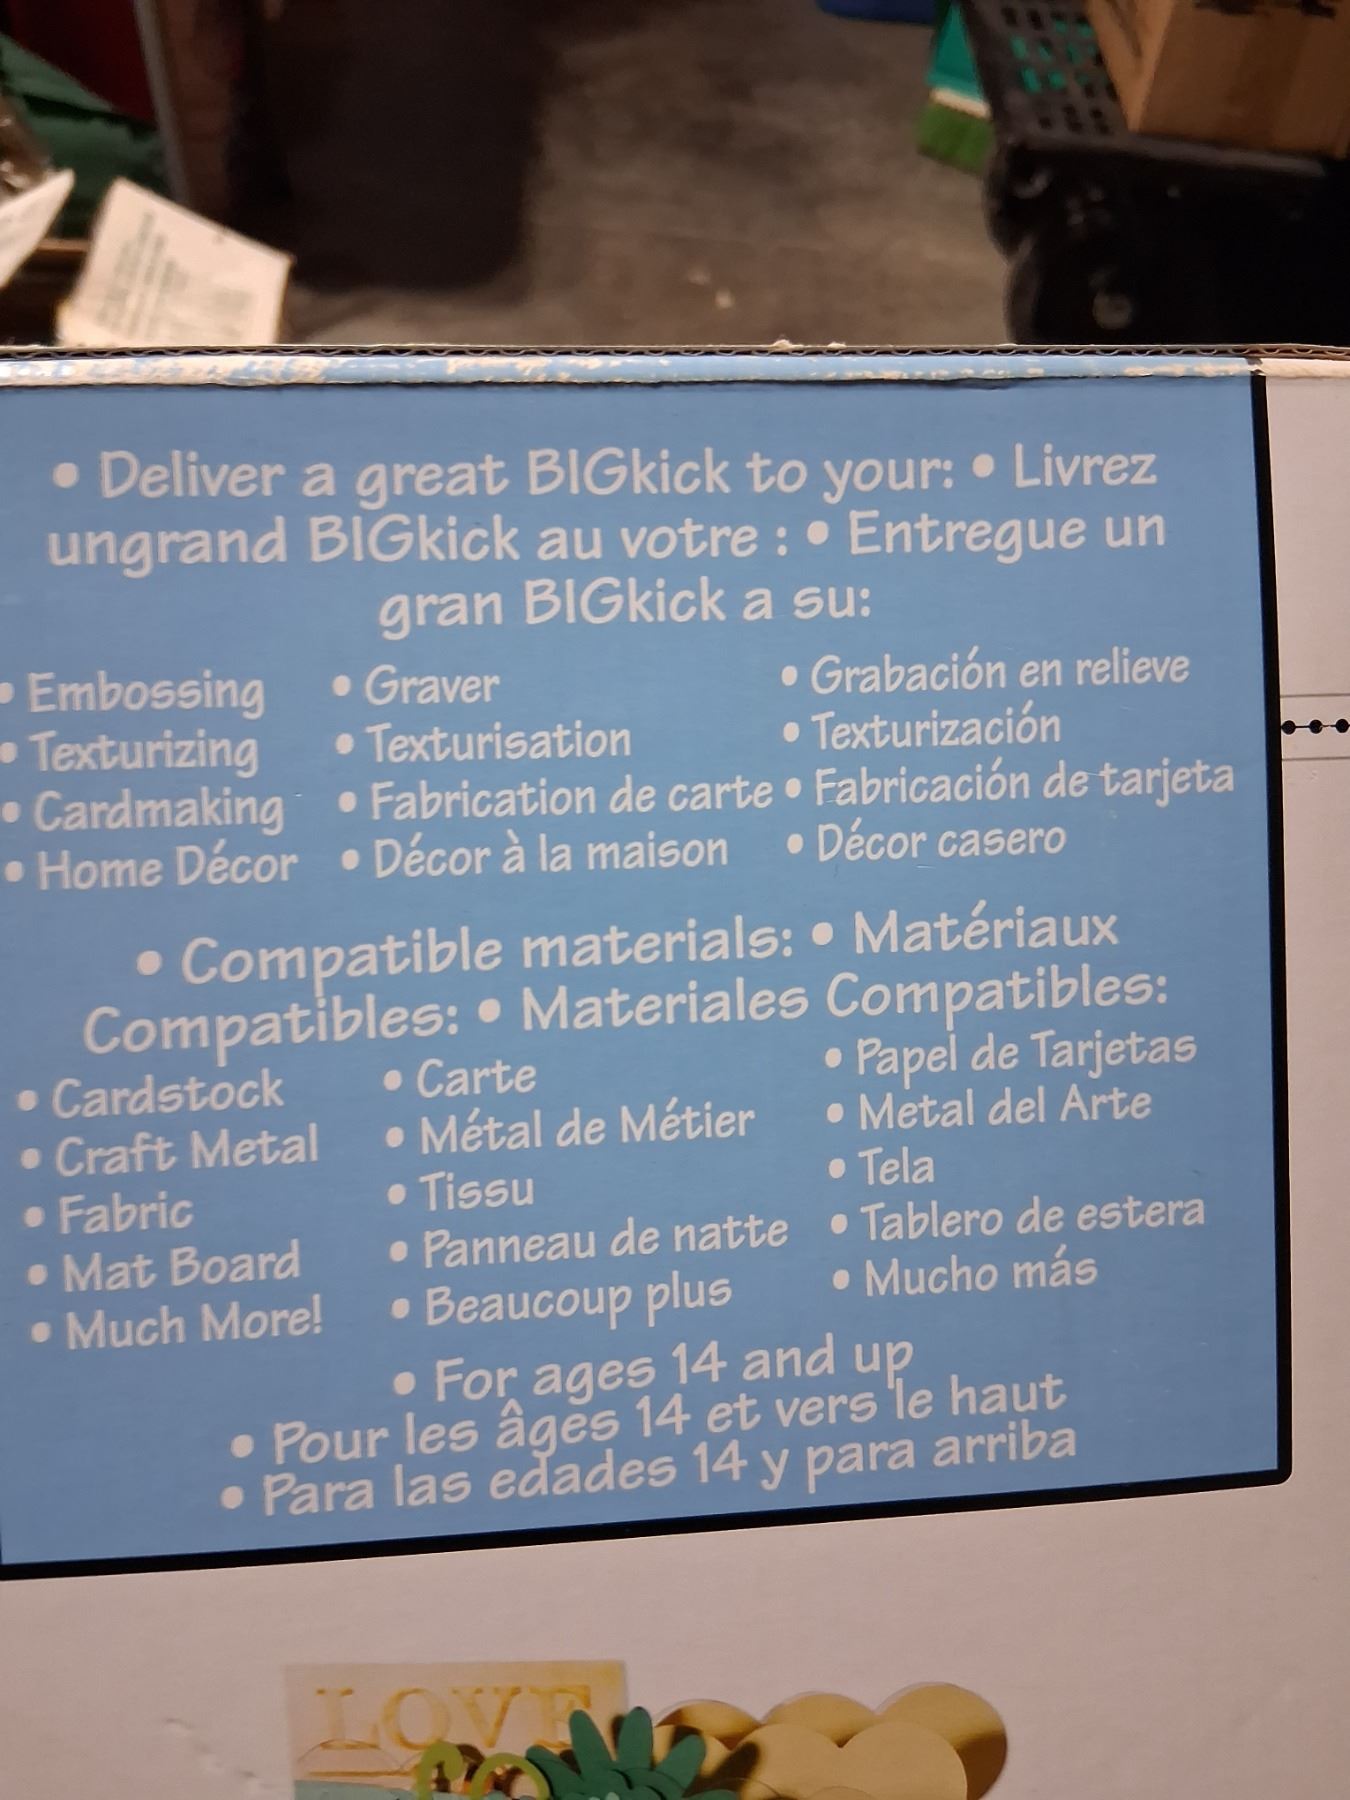 • Deliver a great BIGkick to your: • Livrez
ungrand BIGkick au votre : • Entregue un
gran BIGkick a su:
• Embossing
• Texturizing
• Cardmaking
• Home Décor
• Graver
• Texturisation
• Fabrication de carte
• Décor à la maison
• Grabación en relieve
• Texturización
• Fabricación de tarjeta
• Décor casero
• Compatible materials: • Matériaux
Compatibles: • Materiales Compatibles:
• Cardstock
• Craft Metal
• Fabric
• Mat Board
• Much More!
• Carte
• Métal de Métier
• Tissu
• Panneau de natte
• Beaucoup plus
• Papel de Tarjetas
• Metal del Arte
• Tela
• Tablero de estera
• Mucho más
• For ages 14 and up
• Pour les âges 14 et vers le haut
• Para las edades 14 y para arriba
LOVE